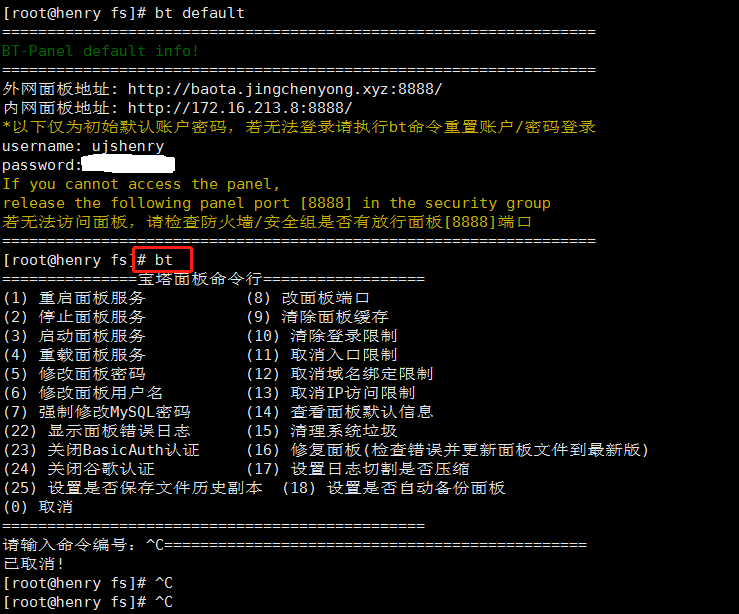 [root@henry fs]# bt default
==================================================================
BT-Panel default info!
==================================================================
外网面板地址: http://baota.jingchenyong.xyz:8888/
内网面板地址: http://172.16.213.8:8888/
*以下仅为初始默认账户密码，若无法登录请执行bt命令重置账户/密码登录
username: ujshenry
password:
If you cannot access the panel,
release the following panel port [8888] in the security group
若无法访问面板，请检查防火墙/安全组是否有放行面板[8888]端口
==================================================================
[root@henry fs]# bt
===============宝塔面板命令行==================
(1) 重启面板服务 (8) 改面板端口
(2) 停止面板服务 (9) 清除面板缓存
(3) 启动面板服务 (10) 清除登录限制
(4) 重载面板服务 (11) 取消入口限制
(5) 修改面板密码 (12) 取消域名绑定限制
(6) 修改面板用户名 (13) 取消IP访问限制
(7) 强制修改MySQL密码 (14) 查看面板默认信息
(22) 显示面板错误日志 (15) 清理系统垃圾
(23) 关闭BasicAuth认证 (16) 修复面板(检查错误并更新面板文件到最新版)
(24) 关闭谷歌认证 (17) 设置日志切割是否压缩
(25) 设置是否保存文件历史副本 (18) 设置是否自动备份面板
(0) 取消
===============================================
请输入命令编号：^C===============================================
已取消!
[root@henry fs]# ^C
[root@henry fs]# ^C